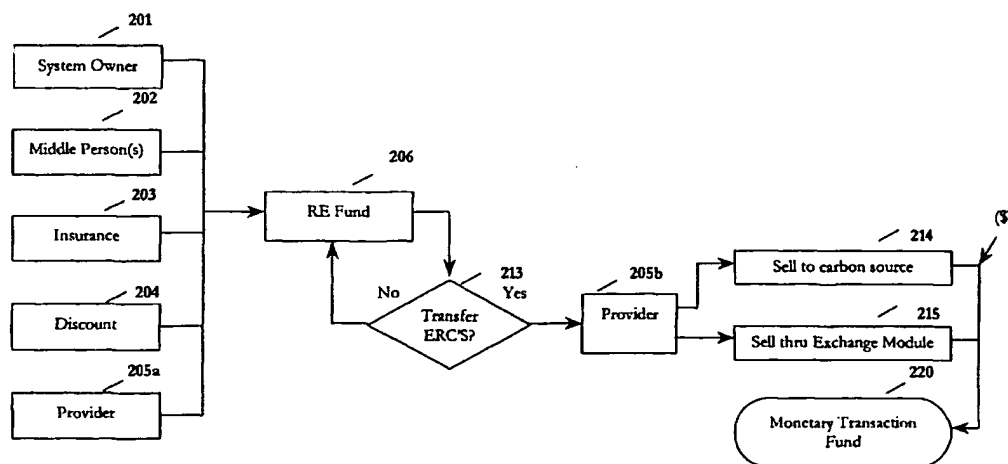 201
System Owner
202
Middle Person(s)
203
Insurance
204
Discount
205a
Provider
206
RE Fund
213
No
Yes
Transfer
ERC'S?
205b
Provider
214
Sell to carbon source
215
Sell thru Exchange Module
($
220
Monetary Transaction
Fund